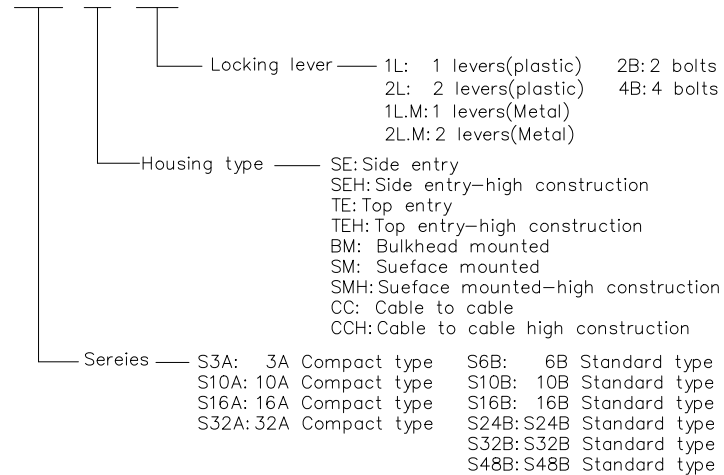 Locking lever 1L: 1 levers(plastic) 2B: 2 bolts
2L: 2 levers(plastic) 4B: 4 bolts
1L.M: 1 levers(Metal)
2L.M: 2 levers(Metal)
Housing type SE: Side entry
SEH: Side entry-high construction
TE: Top entry
TEH: Top entry-high construction
BM: Bulkhead mounted
SM: Sueface mounted
SMH: Sueface mounted-high construction
CC: Cable to cable
CCH: Cable to cable high construction
Sereies S3A: 3A Compact type S6B: 6B Standard type
S10A: 10A Compact type S10B: 10B Standard type
S16A: 16A Compact type S16B: 16B Standard type
S32A: 32A Compact type S24B: S24B Standard type
S32B: S32B Standard type
S48B: S48B Standard type